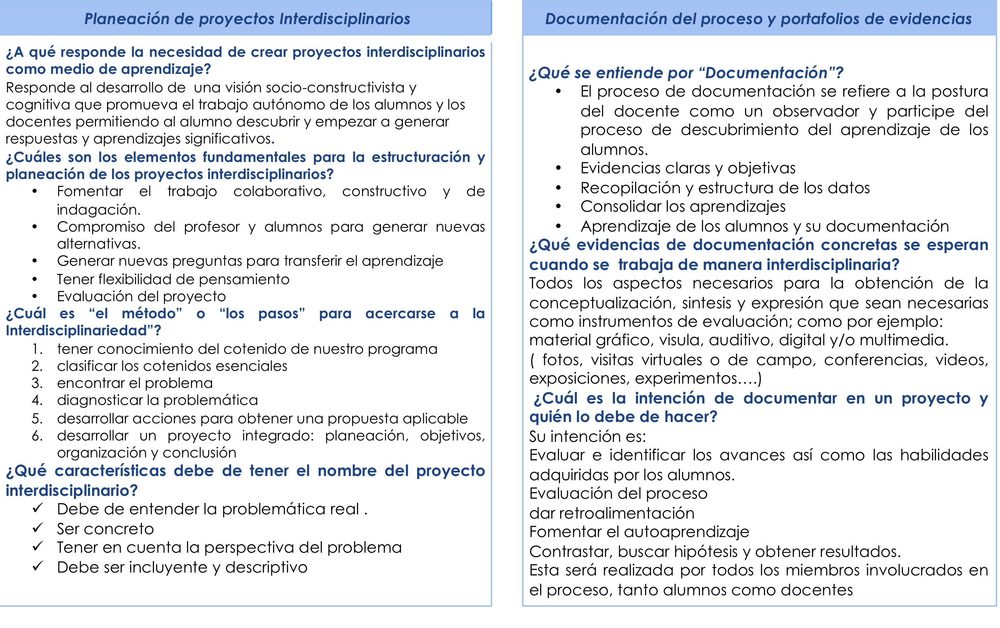 Planeación de proyectos Interdisciplinarios
¿A qué responde la necesidad de crear proyectos interdisciplinarios
como medio de aprendizaje?
Responde al desarrollo de una visión socio-constructivista y
cognitiva que promueva el trabajo autónomo de los alumnos y los
docentes permitiendo al alumno descubrir y empezar a generar
respuestas y aprendizajes significativos.
¿Cuáles son los elementos fundamentales para la estructuración y
planeación de los proyectos interdisciplinarios?
• Fomentar el trabajo colaborativo, constructivo y de
indagación.
• Compromiso del profesor y alumnos para generar nuevas
alternativas.
• Generar nuevas preguntas para transferir el aprendizaje
• Tener flexibilidad de pensamiento
• Evaluación del proyecto
¿Cuál es “el método” o “los pasos” para acercarse a la
Interdisciplinariedad”?
1. tener conocimiento del cotenido de nuestro programa
2. clasificar los cotenidos esenciales
3. encontrar el problema
4. diagnosticar la problemática
5. desarrollar acciones para obtener una propuesta aplicable
6. desarrollar un proyecto integrado: planeación, objetivos,
organización y conclusión
¿Qué características debe de tener el nombre del proyecto
interdisciplinario?
✓ Debe de entender la problemática real .
✓ Ser concreto
✓ Tener en cuenta la perspectiva del problema
✓ Debe ser incluyente y descriptivo
Documentación del proceso y portafolios de evidencias
¿Qué se entiende por “Documentación”?
• El proceso de documentación se refiere a la postura
del docente como un observador y participe del
proceso de descubrimiento del aprendizaje de los
alumnos.
• Evidencias claras y objetivas
• Recopilación y estructura de los datos
• Consolidar los aprendizajes
• Aprendizaje de los alumnos y su documentación
¿Qué evidencias de documentación concretas se esperan
cuando se trabaja de manera interdisciplinaria?
Todos los aspectos necesarios para la obtención de la
conceptualización, sintesis y expresión que sean necesarias
como instrumentos de evaluación; como por ejemplo:
material gráfico, visula, auditivo, digital y/o multimedia.
( fotos, visitas virtuales o de campo, conferencias, videos,
exposiciones, experimentos….)
¿Cuál es la intención de documentar en un proyecto y
quién lo debe de hacer?
Su intención es:
Evaluar e identificar los avances así como las habilidades
adquiridas por los alumnos.
Evaluación del proceso
dar retroalimentación
Fomentar el autoaprendizaje
Contrastar, buscar hipótesis y obtener resultados.
Esta será realizada por todos los miembros involucrados en
el proceso, tanto alumnos como docentes